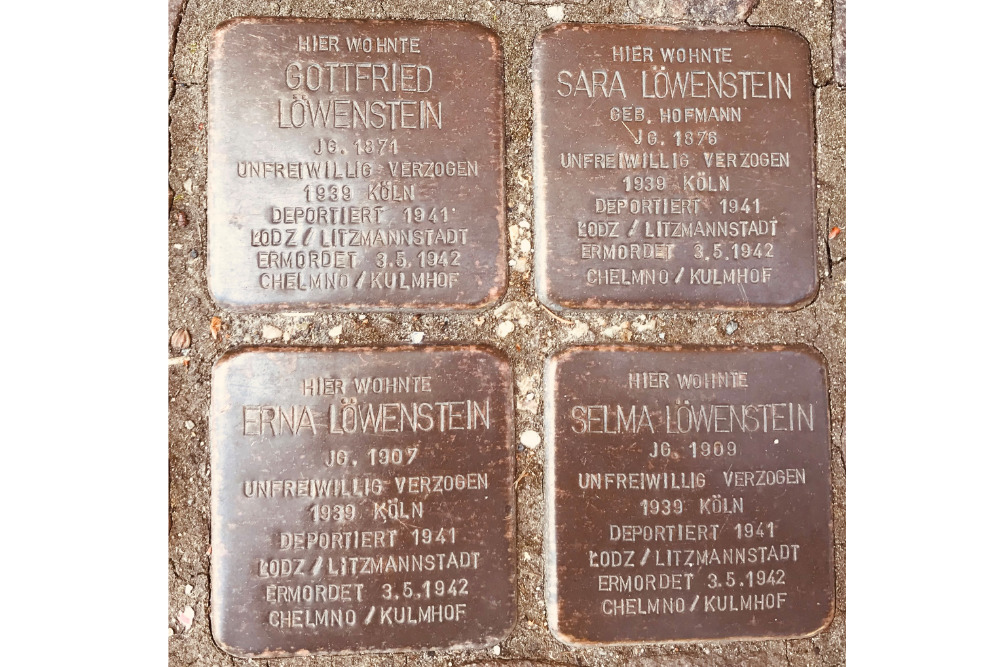 HIER WOHNTE
GOTTFRIED
LÖWENSTEIN
JG. 1871
UNFREIWILLIG VERZOGEN
1939 KÖLN
DEPORTIERT 1941
ŁODZ / LITZMANNSTADT
ERMORDET 3.5.1942
CHELMNO / KULMHOF
HIER WOHNTE
SARA LÖWENSTEIN
GEB. HOFMANN
JG. 1876
UNFREIWILLIG VERZOGEN
1939 KÖLN
DEPORTIERT 1941
ŁODZ / LITZMANNSTADT
ERMORDET 3.5.1942
CHELMNO / KULMHOF
HIER WOHNTE
ERNA LÖWENSTEIN
JG. 1907
UNFREIWILLIG VERZOGEN
1939 KÖLN
DEPORTIERT 1941
ŁODZ / LITZMANNSTADT
ERMORDET 3.5.1942
CHELMNO / KULMHOF
HIER WOHNTE
SELMA LÖWENSTEIN
JG. 1909
UNFREIWILLIG VERZOGEN
1939 KÖLN
DEPORTIERT 1941
ŁODZ / LITZMANNSTADT
ERMORDET 3.5.1942
CHELMNO / KULMHOF